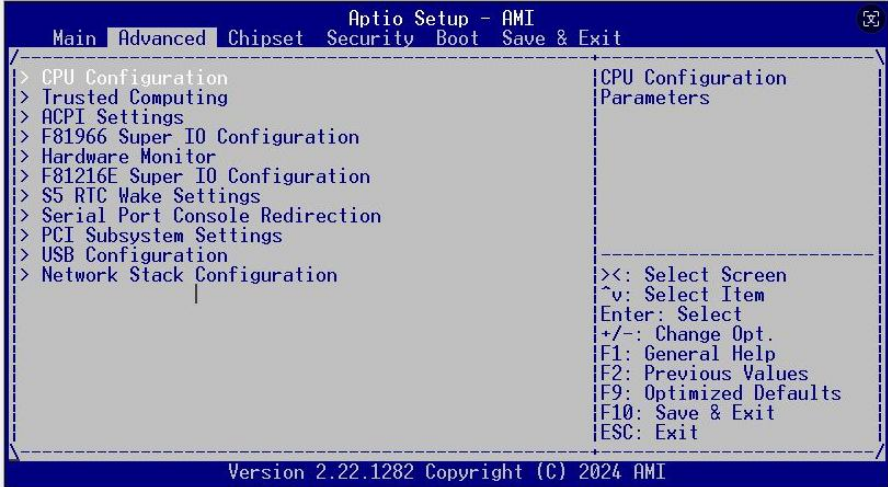 Aptio Setup - AMI
Main Advanced Chipset Security Boot Save & Exit
> CPU Configuration
> Trusted Computing
> ACPI Settings
> F81966 Super IO Configuration
> Hardware Monitor
> F81216E Super IO Configuration
> S5 RTC Wake Settings
> Serial Port Console Redirection
> PCI Subsystem Settings
> USB Configuration
> Network Stack Configuration
CPU Configuration
Parameters
><: Select Screen
^v: Select Item
Enter: Select
+/-: Change Opt.
F1: General Help
F2: Previous Values
F9: Optimized Defaults
F10: Save & Exit
ESC: Exit
Version 2.22.1282 Copyright (C) 2024 AMI